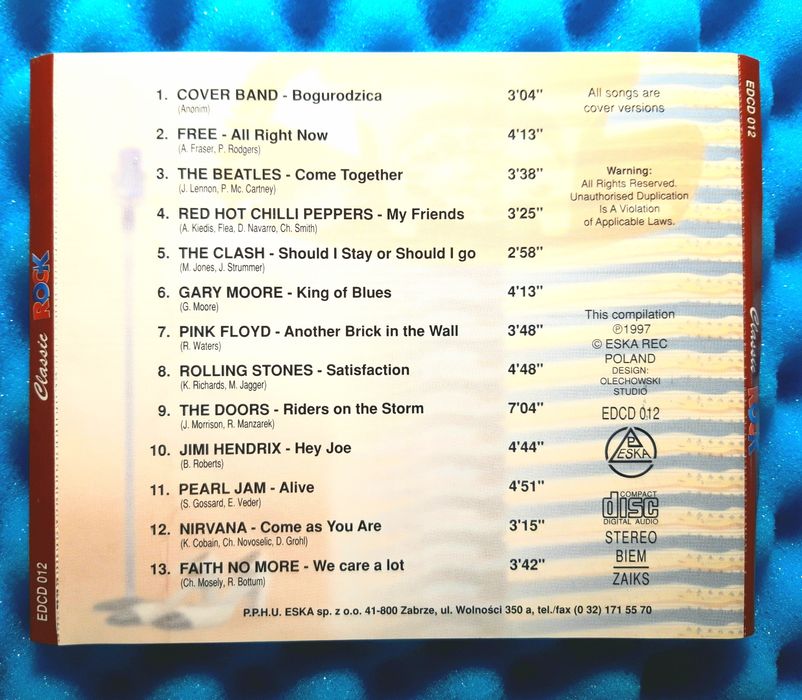 1. COVER BAND - Bogurodzica 3'04"
(Anonim)
2. FREE - All Right Now 4'13"
(A. Fraser, P. Rodgers)
3. THE BEATLES - Come Together 3'38"
(J. Lennon, P. Mc. Cartney)
4. RED HOT CHILLI PEPPERS - My Friends 3'25"
(A. Kiedis, Flea, D. Navarro, Ch. Smith)
5. THE CLASH - Should I Stay or Should I go 2'58"
(M. Jones, J. Strummer)
6. GARY MOORE - King of Blues 4'13"
(G. Moore)
7. PINK FLOYD - Another Brick in the Wall 3'48"
(R. Waters)
8. ROLLING STONES - Satisfaction 4'48"
(K. Richards, M. Jagger)
9. THE DOORS - Riders on the Storm 7'04"
(J. Morrison, R. Manzarek)
10. JIMI HENDRIX - Hey Joe 4'44"
(B. Roberts)
11. PEARL JAM - Alive 4'51"
(S. Gossard, E. Veder)
12. NIRVANA - Come as You Are 3'15"
(K. Cobain, Ch. Novoselic, D. Grohl)
13. FAITH NO MORE - We care a lot 3'42"
(Ch. Mosely, R. Bottum)
All songs are
cover versions
Warning:
All Rights Reserved.
Unauthorised Duplication
Is A Violation
of Applicable Laws.
This compilation
℗1997
© ESKA REC
POLAND
DESIGN:
OLECHOWSKI
STUDIO
EDCD 012
P.
ESKA
COMPACT
disc
DIGITAL AUDIO
STEREO
BIEM
ZAIKS
P.P.H.U. ESKA sp. z o.o. 41-800 Zabrze, ul. Wolności 350 a, tel./fax (0 32) 171 55 70
Classic ROCK
EDCD 012
EDCD 012
Classic ROCK